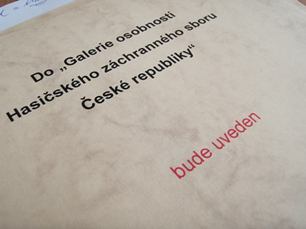 Do „Galerie osobností
Hasičského záchranného sboru
České republiky“
bude uveden